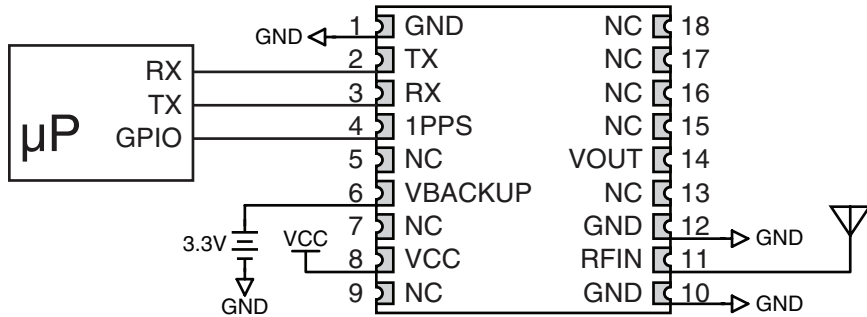 GND 1 GND NC 18
2 TX NC 17
RX
3 RX NC 16
TX
µP GPIO 4 1PPS NC 15
5 NC VOUT 14
6 VBACKUP NC 13
7 NC GND 12 GND
3.3V VCC 8 VCC RFIN 11
GND 9 NC GND 10 GND